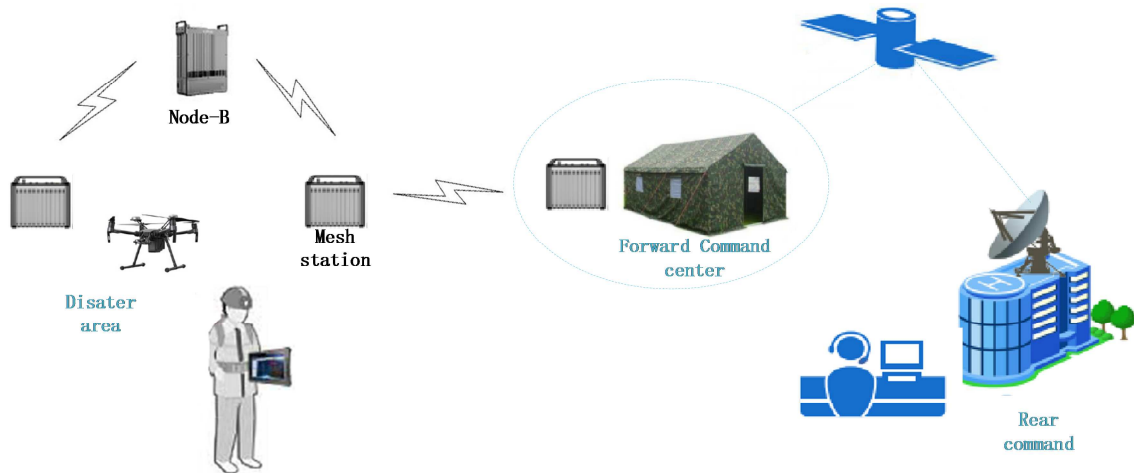 Node-B
Mesh
station
Forward Command
center
Disater
area
Rear
command